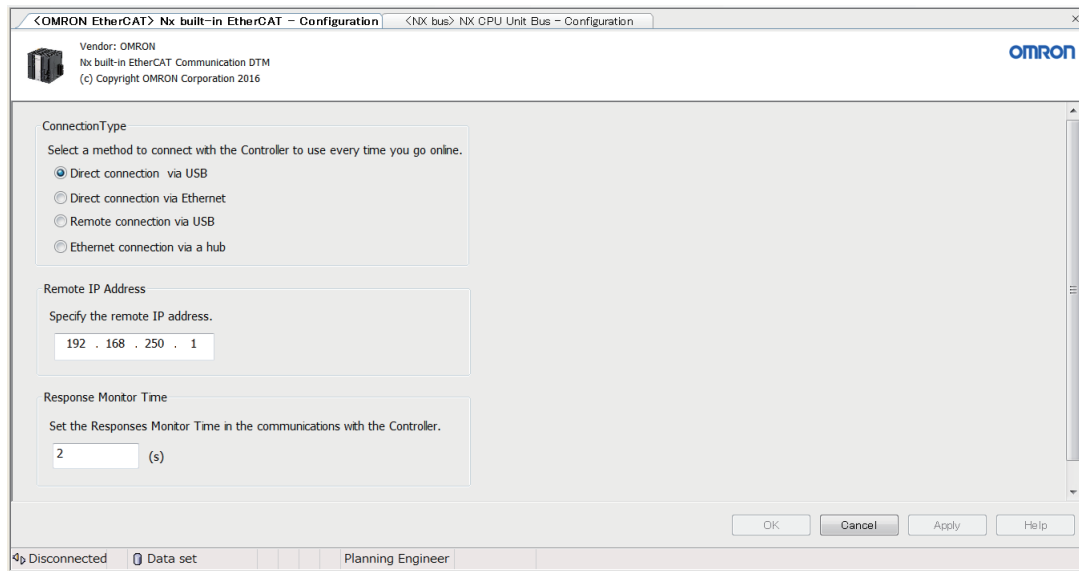 <OMRON EtherCAT> Nx built-in EtherCAT - Configuration
<NX bus> NX CPU Unit Bus - Configuration
Vendor: OMRON
Nx built-in EtherCAT Communication DTM
(c) Copyright OMRON Corporation 2016
OMRON
ConnectionType
Select a method to connect with the Controller to use every time you go online.
Direct connection via USB
Direct connection via Ethernet
Remote connection via USB
Ethernet connection via a hub
Remote IP Address
Specify the remote IP address.
192 . 168 . 250 . 1
Response Monitor Time
Set the Responses Monitor Time in the communications with the Controller.
2 (s)
OK Cancel Apply Help
Disconnected Data set Planning Engineer